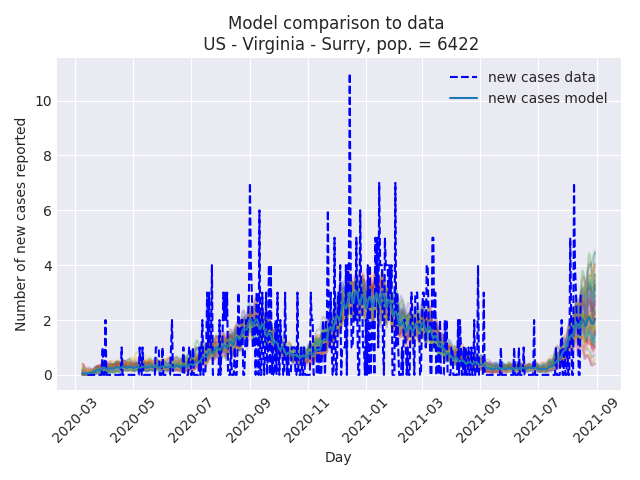 Model comparison to data
US - Virginia - Surry, pop. = 6422
new cases data
new cases model
Number of new cases reported
10
8
6
4
2
0
2020-03
2020-05
2020-07
2020-09
2020-11
2021-01
2021-03
2021-05
2021-07
2021-09
Day